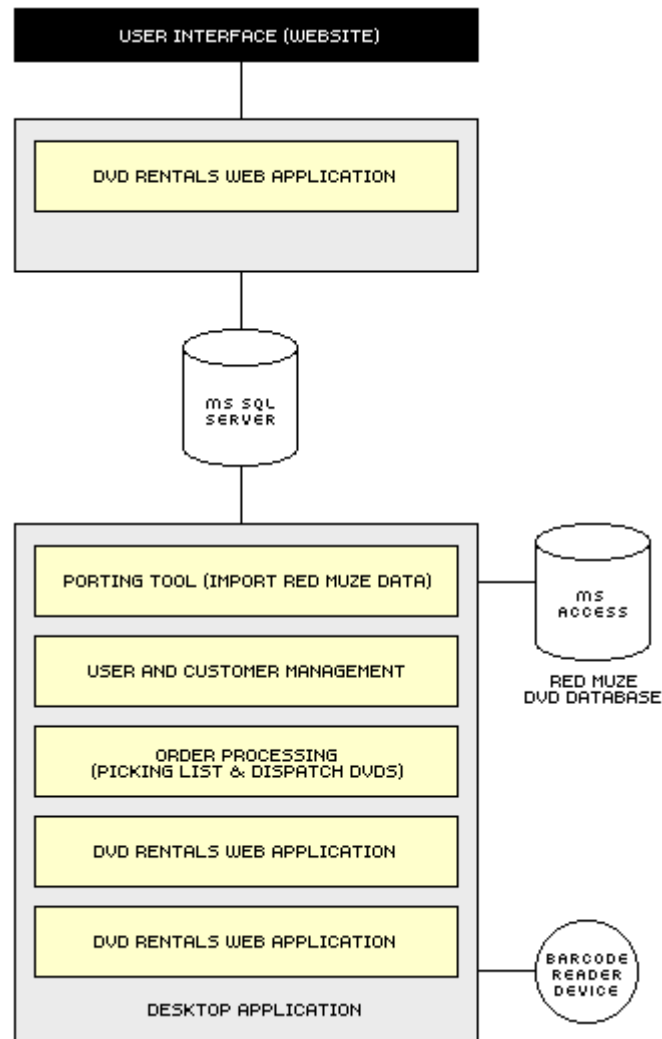 USER INTERFACE (WEBSITE)
DVD RENTALS WEB APPLICATION
MS SQL
SERVER
PORTING TOOL (IMPORT RED MUZE DATA)
MS
ACCESS
USER AND CUSTOMER MANAGEMENT
RED MUZE
DVD DATABASE
ORDER PROCESSING
(PICKING LIST & DISPATCH DVDS)
DVD RENTALS WEB APPLICATION
DVD RENTALS WEB APPLICATION
BARCODE
READER
DEVICE
DESKTOP APPLICATION